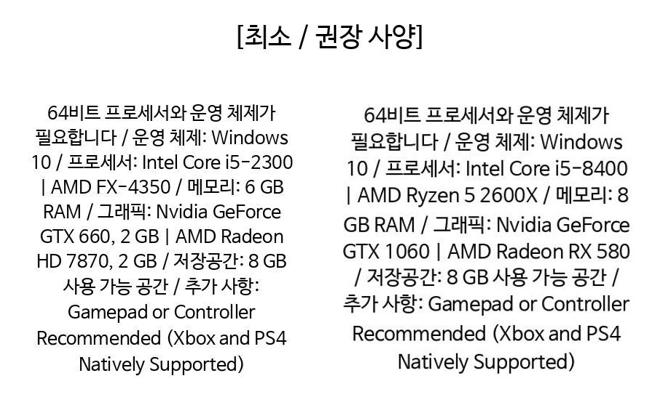 [최소 / 권장 사양]
64비트 프로세서와 운영 체제가
필요합니다 / 운영 체제: Windows
10 / 프로세서: Intel Core i5-2300
| AMD FX-4350 / 메모리: 6 GB
RAM / 그래픽: Nvidia GeForce
GTX 660, 2 GB | AMD Radeon
HD 7870, 2 GB / 저장공간: 8 GB
사용 가능 공간 / 추가 사항:
Gamepad or Controller
Recommended (Xbox and PS4
Natively Supported)
64비트 프로세서와 운영 체제가
필요합니다 / 운영 체제: Windows
10 / 프로세서: Intel Core i5-8400
| AMD Ryzen 5 2600X / 메모리: 8
GB RAM / 그래픽: Nvidia GeForce
GTX 1060 | AMD Radeon RX 580
/ 저장공간: 8 GB 사용 가능 공간 /
추가 사항: Gamepad or Controller
Recommended (Xbox and PS4
Natively Supported)